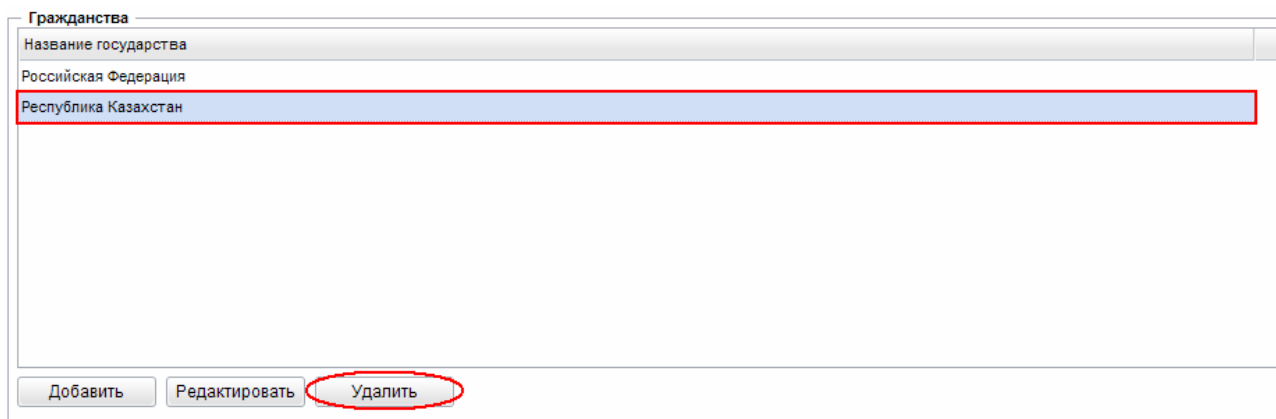 Гражданства
Название государства
Российская Федерация
Республика Казахстан
Добавить Редактировать Удалить